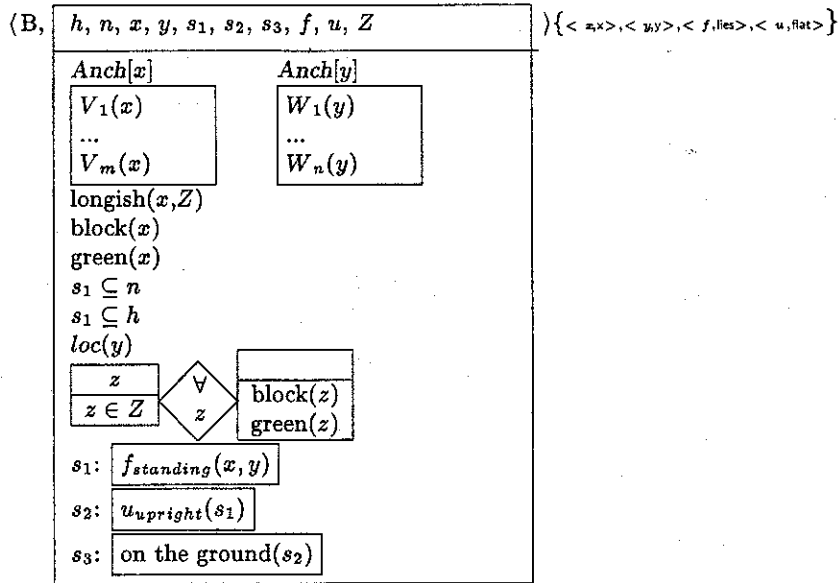 ⟨B, h, n, x, y, s₁, s₂, s₃, f, u, Z ⟩{< x,x>,< y,y>,< f,lies>,< u,flat>}
Anch[x] Anch[y]
V₁(x) W₁(y)
... ...
Vₘ(x) Wₙ(y)
longish(x,Z)
block(x)
green(x)
s₁ ⊆ n
s₁ ⊆ h
loc(y)
z ∀ block(z)
z ∈ Z z green(z)
s₁: f_standing(x, y)
s₂: u_upright(s₁)
s₃: on the ground(s₂)